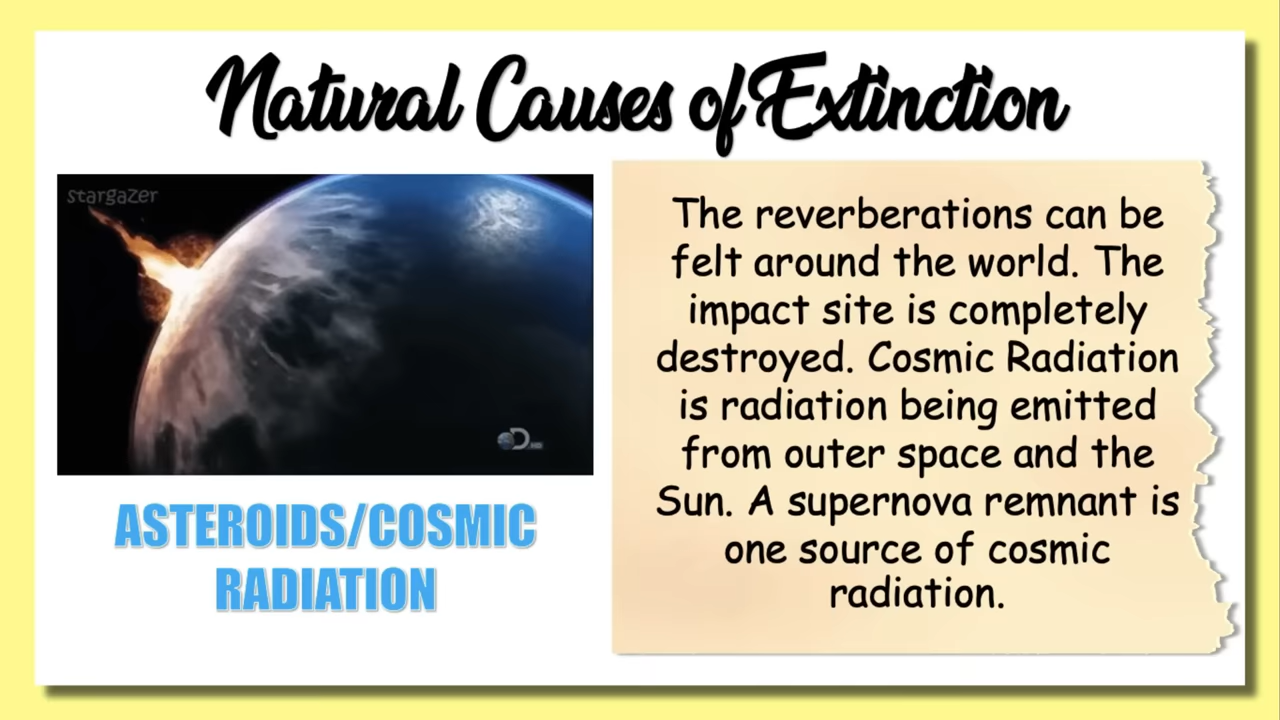 Natural Causes of Extinction
stargazer
The reverberations can be
felt around the world. The
impact site is completely
destroyed. Cosmic Radiation
is radiation being emitted
from outer space and the
Sun. A supernova remnant is
one source of cosmic
radiation.
D HD
ASTEROIDS/COSMIC
RADIATION